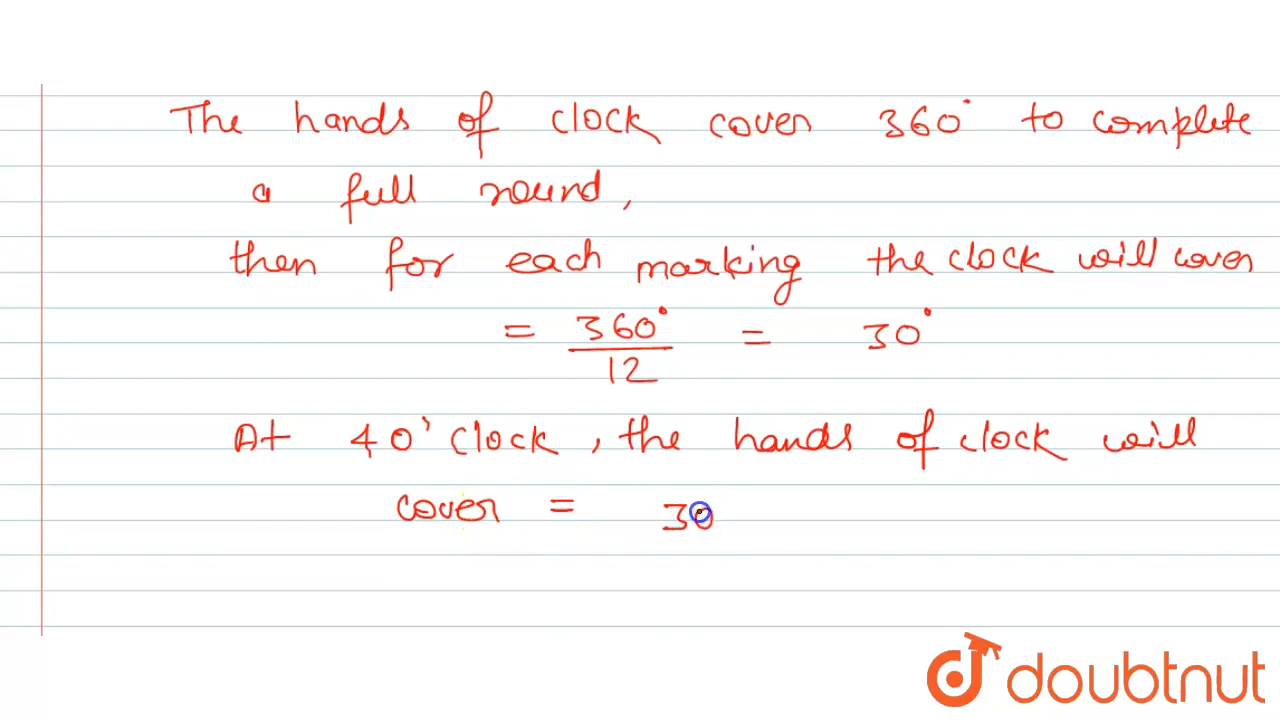 The hands of clock cover 360° to complete
a full round,
then for each marking the clock will cover
= 360°/12 = 30°
At 4 0' clock, the hands of clock will
cover = 30
doubtnut